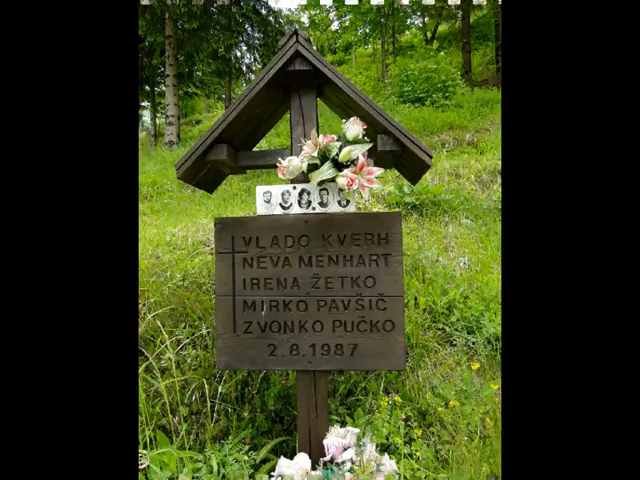 VLADO KVERH
NEVA MENHART
IRENA ŽETKO
MIRKO PAVŠIČ
ZVONKO PUČKO
2.8.1987